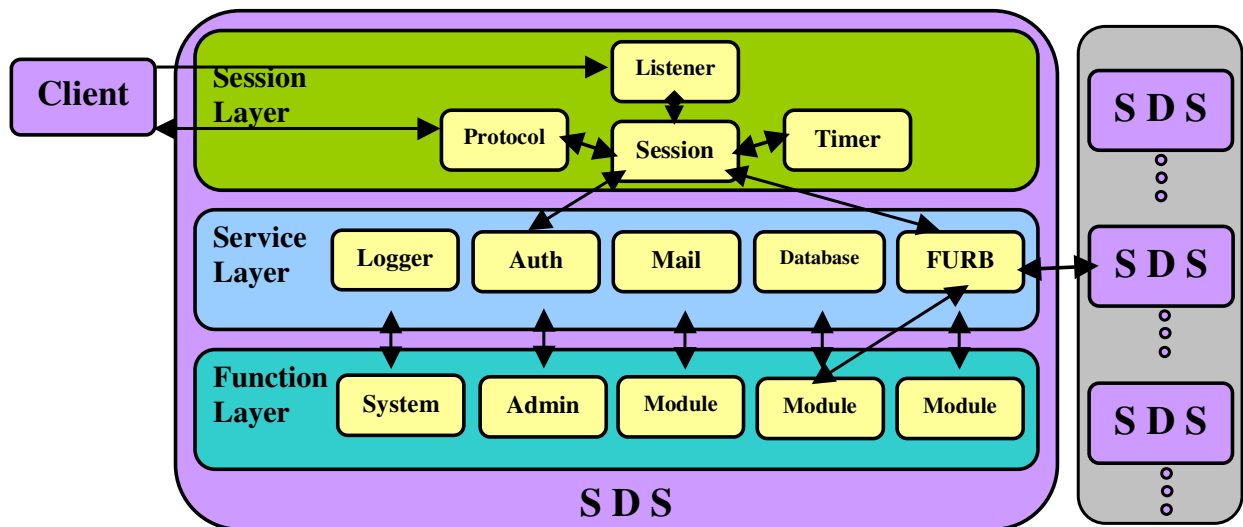 Client
Session
Layer
Listener
Protocol
Session
Timer
Service
Layer
Logger
Auth
Mail
Database
FURB
Function
Layer
System
Admin
Module
Module
Module
S D S
S D S
S D S
S D S